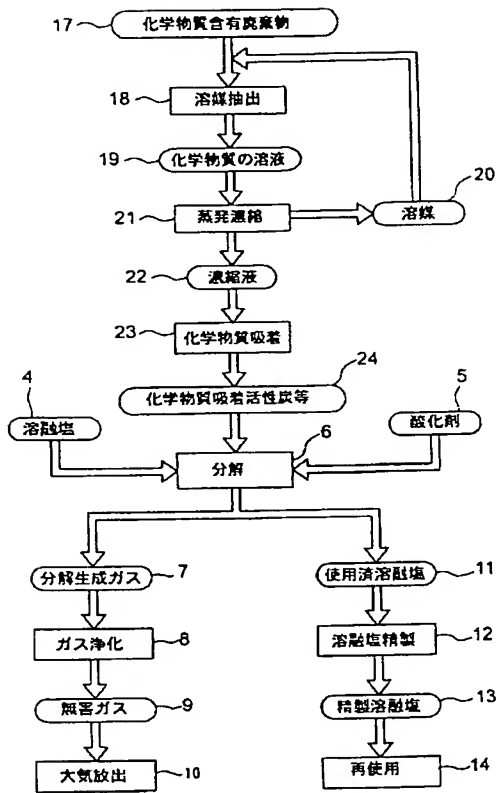 17 化学物質含有廃棄物
18 溶媒抽出
19 化学物質の溶液
20
21 蒸発濃縮 溶媒
22 濃縮液
23 化学物質吸着
24
4 化学物質吸着活性炭等 5
溶融塩 6 酸化剤
分解
分解生成ガス 7 使用済溶融塩 11
ガス浄化 8 溶融塩精製 12
無害ガス 9 精製溶融塩 13
大気放出 10 再使用 14